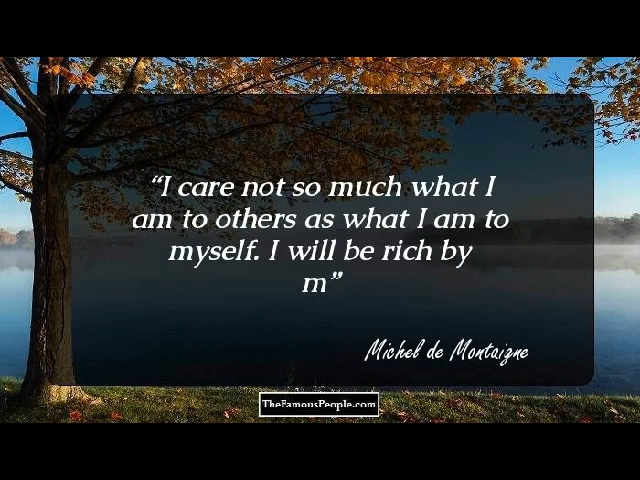 “I care not so much what I
am to others as what I am to
myself. I will be rich by
m”
Michel de Montaigne
TheFamousPeople.com